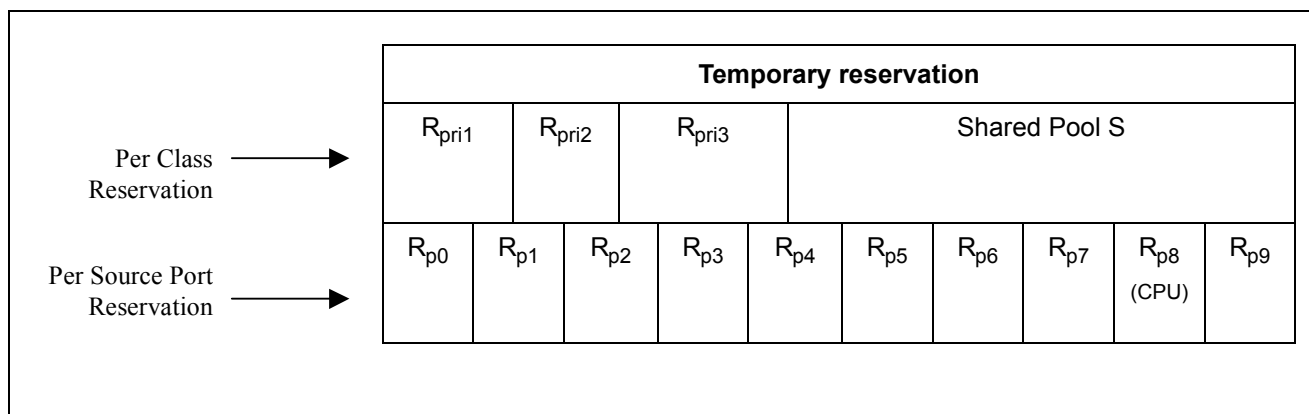 Temporary reservation
Per Class
Reservation
Rpri1 Rpri2 Rpri3 Shared Pool S
Per Source Port
Reservation
Rp0 Rp1 Rp2 Rp3 Rp4 Rp5 Rp6 Rp7 Rp8 Rp9
(CPU)